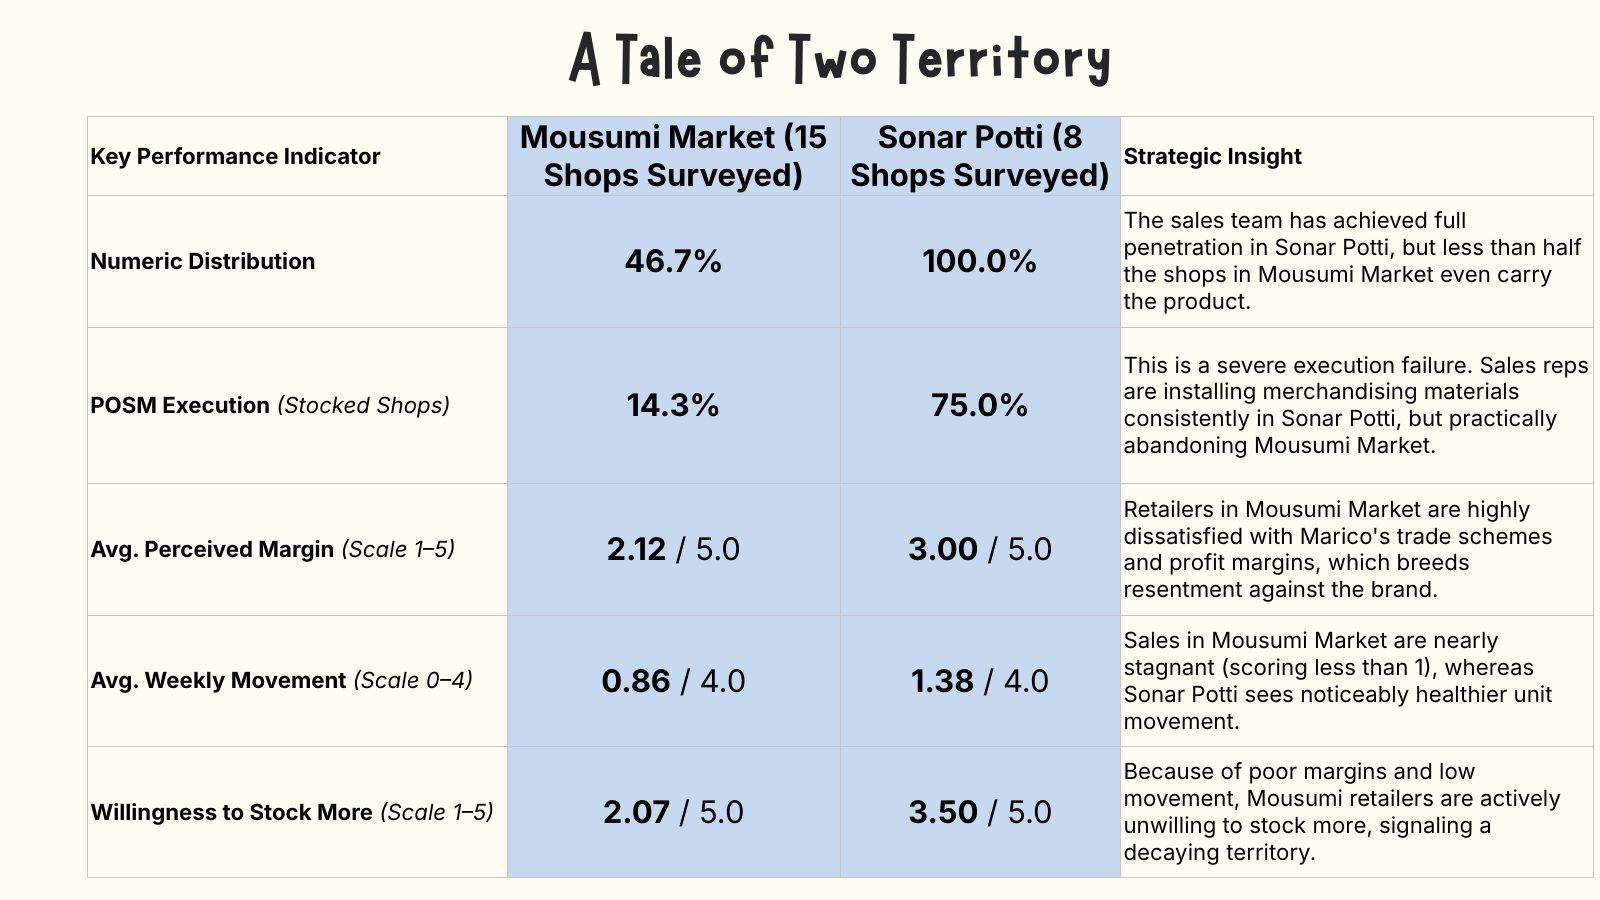 A Tale of Two Territory
Key Performance Indicator
Mousumi Market (15
Shops Surveyed)
Sonar Potti (8
Shops Surveyed)
Strategic Insight
Numeric Distribution
46.7%
100.0%
The sales team has achieved full
penetration in Sonar Potti, but less than half
the shops in Mousumi Market even carry
the product.
POSM Execution (Stocked Shops)
14.3%
75.0%
This is a severe execution failure. Sales reps
are installing merchandising materials
consistently in Sonar Potti, but practically
abandoning Mousumi Market.
Avg. Perceived Margin (Scale 1–5)
2.12 / 5.0
3.00 / 5.0
Retailers in Mousumi Market are highly
dissatisfied with Marico's trade schemes
and profit margins, which breeds
resentment against the brand.
Avg. Weekly Movement (Scale 0–4)
0.86 / 4.0
1.38 / 4.0
Sales in Mousumi Market are nearly
stagnant (scoring less than 1), whereas
Sonar Potti sees noticeably healthier unit
movement.
Willingness to Stock More (Scale 1–5)
2.07 / 5.0
3.50 / 5.0
Because of poor margins and low
movement, Mousumi retailers are actively
unwilling to stock more, signaling a
decaying territory.